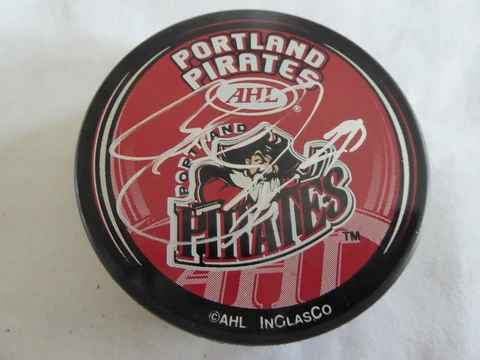 PORTLAND
PIRATES
AHL ®
PORTLAND
PIRATES ™
AHL
©AHL INGLASCO